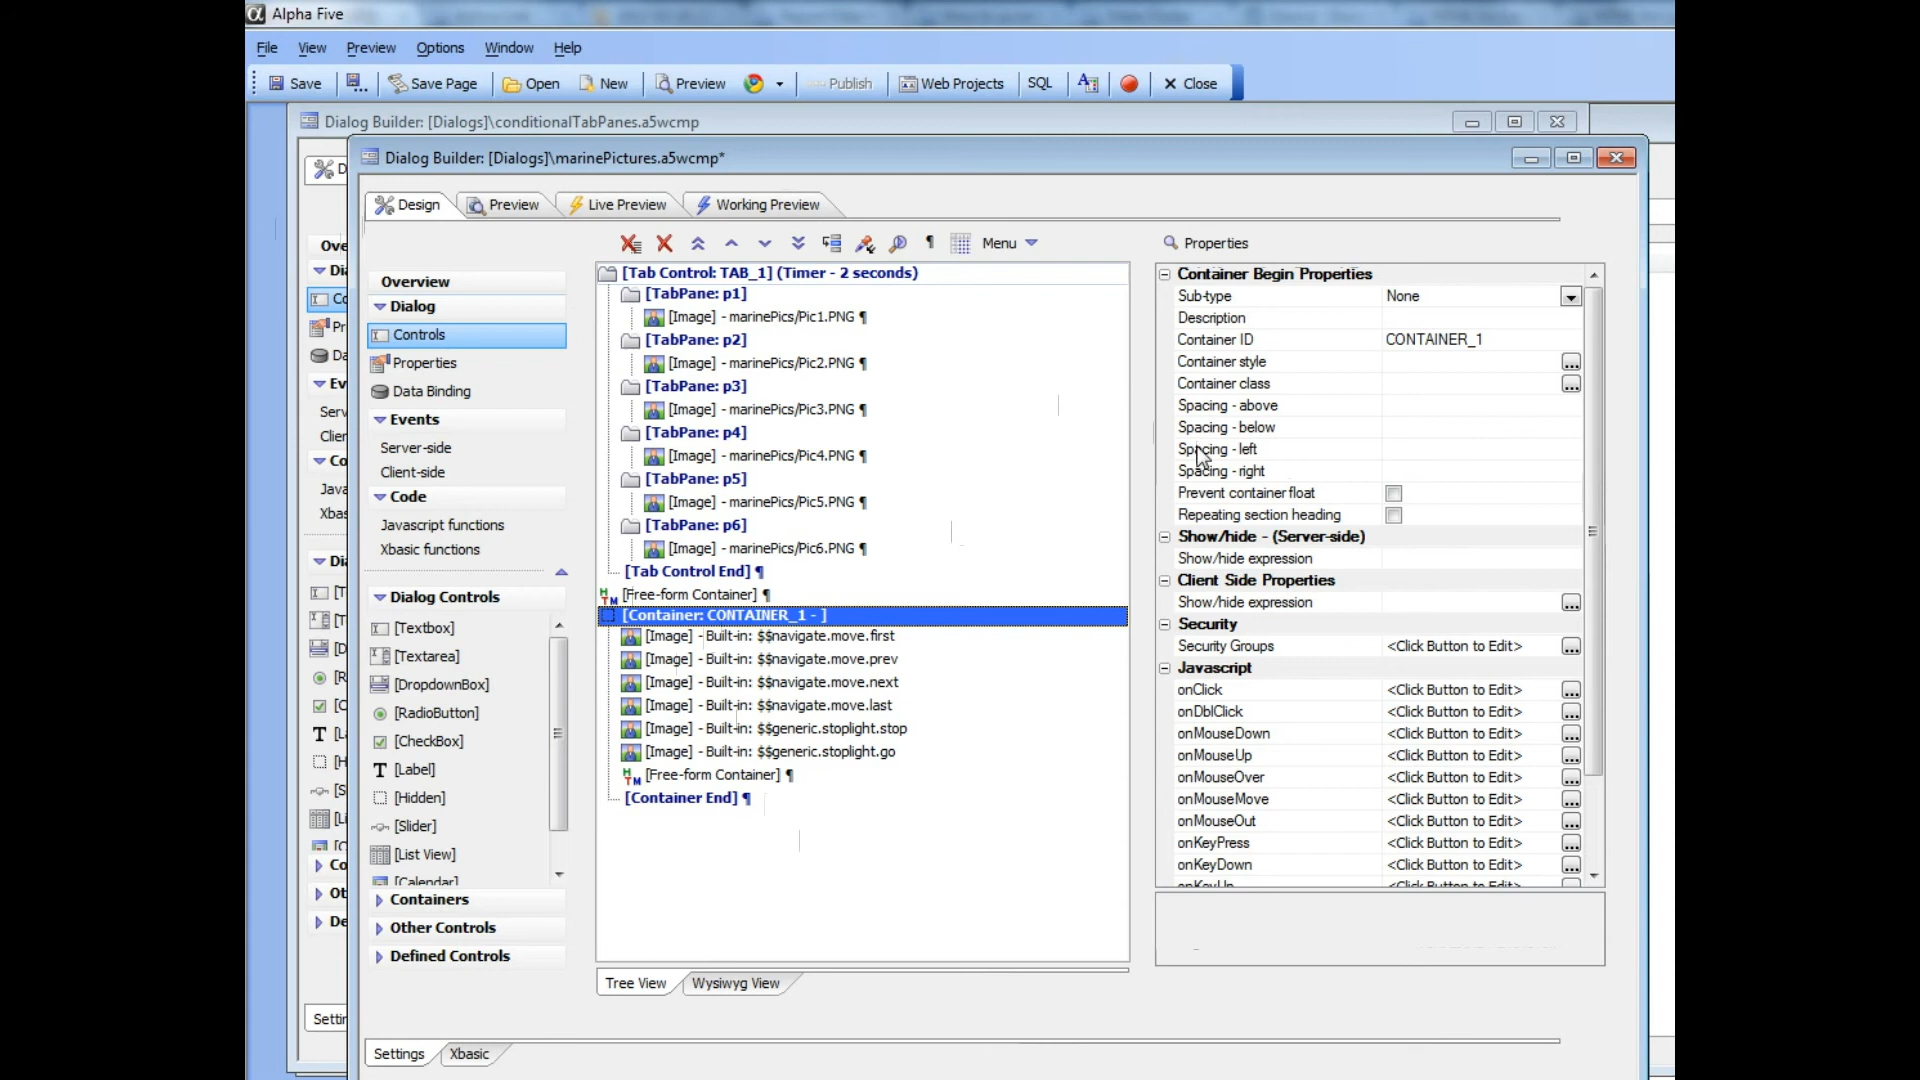 Alpha Five
File View Preview Options Window Help
Save Save Page Open New Preview Publish Web Projects SQL Close
Dialog Builder: [Dialogs]\conditionalTabPanes.a5wcmp
Dialog Builder: [Dialogs]\marinePictures.a5wcmp*
Design Preview Live Preview Working Preview
Menu
Properties
Overview
Dialog
Controls
Properties
Data Binding
Events
Server-side
Client-side
Code
Javascript functions
Xbasic functions
Dialog Controls
[Textbox]
[Textarea]
[DropdownBox]
[RadioButton]
[CheckBox]
[Label]
[Hidden]
[Slider]
[List View]
[Calendar]
Containers
Other Controls
Defined Controls
[Tab Control: TAB_1] (Timer - 2 seconds)
[TabPane: p1]
[Image] - marinePics/Pic1.PNG ¶
[TabPane: p2]
[Image] - marinePics/Pic2.PNG ¶
[TabPane: p3]
[Image] - marinePics/Pic3.PNG ¶
[TabPane: p4]
[Image] - marinePics/Pic4.PNG ¶
[TabPane: p5]
[Image] - marinePics/Pic5.PNG ¶
[TabPane: p6]
[Image] - marinePics/Pic6.PNG ¶
[Tab Control End] ¶
[Free-form Container] ¶
[Container: CONTAINER_1 - ]
[Image] - Built-in: $$navigate.move.first
[Image] - Built-in: $$navigate.move.prev
[Image] - Built-in: $$navigate.move.next
[Image] - Built-in: $$navigate.move.last
[Image] - Built-in: $$generic.stoplight.stop
[Image] - Built-in: $$generic.stoplight.go
[Free-form Container] ¶
[Container End] ¶
Tree View Wysiwyg View
Container Begin Properties
Sub-type None
Description
Container ID CONTAINER_1
Container style
Container class
Spacing - above
Spacing - below
Spacing - left
Spacing - right
Prevent container float
Repeating section heading
Show/hide - (Server-side)
Show/hide expression
Client Side Properties
Show/hide expression
Security
Security Groups <Click Button to Edit>
Javascript
onClick <Click Button to Edit>
onDblClick <Click Button to Edit>
onMouseDown <Click Button to Edit>
onMouseUp <Click Button to Edit>
onMouseOver <Click Button to Edit>
onMouseMove <Click Button to Edit>
onMouseOut <Click Button to Edit>
onKeyPress <Click Button to Edit>
onKeyDown <Click Button to Edit>
onKeyUp <Click Button to Edit>
Settings Xbasic